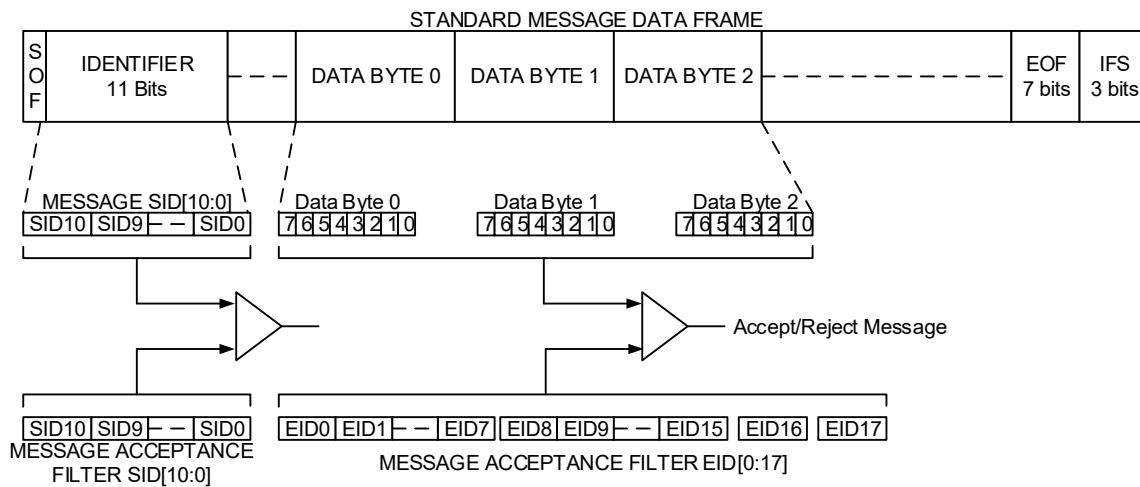 STANDARD MESSAGE DATA FRAME
SOF
IDENTIFIER
11 Bits
DATA BYTE 0
DATA BYTE 1
DATA BYTE 2
EOF
7 bits
IFS
3 bits
MESSAGE SID[10:0]
SID10 SID9 SID0
Data Byte 0
7 6 5 4 3 2 1 0
Data Byte 1
7 6 5 4 3 2 1 0
Data Byte 2
7 6 5 4 3 2 1 0
Accept/Reject Message
SID10 SID9 SID0
MESSAGE ACCEPTANCE
FILTER SID[10:0]
EID0 EID1 EID7 EID8 EID9 EID15 EID16 EID17
MESSAGE ACCEPTANCE FILTER EID[0:17]